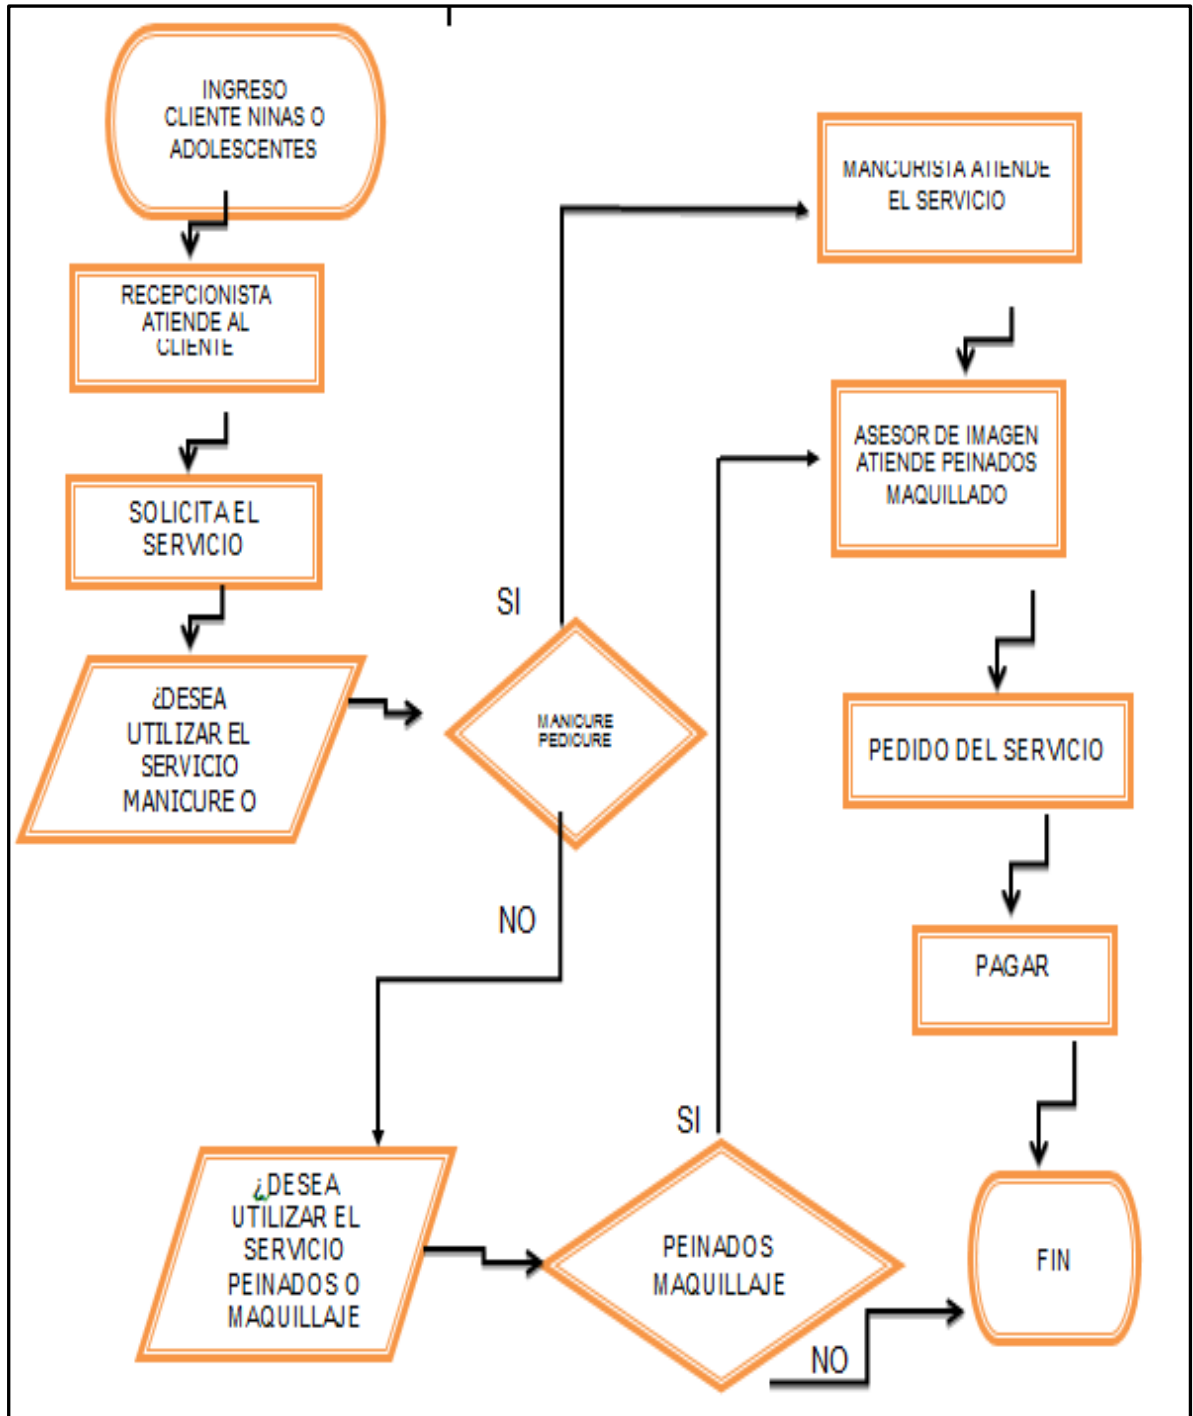 INGRESO
CLIENTE NINAS O
ADOLESCENTES
RECEPCIONISTA
ATIENDE AL
CLIENTE
SOLICITA EL
SERVICIO
¿DESEA
UTILIZAR EL
SERVICIO
MANICURE O
SI
MANICURE
PEDICURE
NO
¿DESEA
UTILIZAR EL
SERVICIO
PEINADOS O
MAQUILLAJE
SI
PEINADOS
MAQUILLAJE
NO
MANCURISTA ATIENDE
EL SERVICIO
ASESOR DE IMAGEN
ATIENDE PEINADOS
MAQUILLADO
PEDIDO DEL SERVICIO
PAGAR
FIN